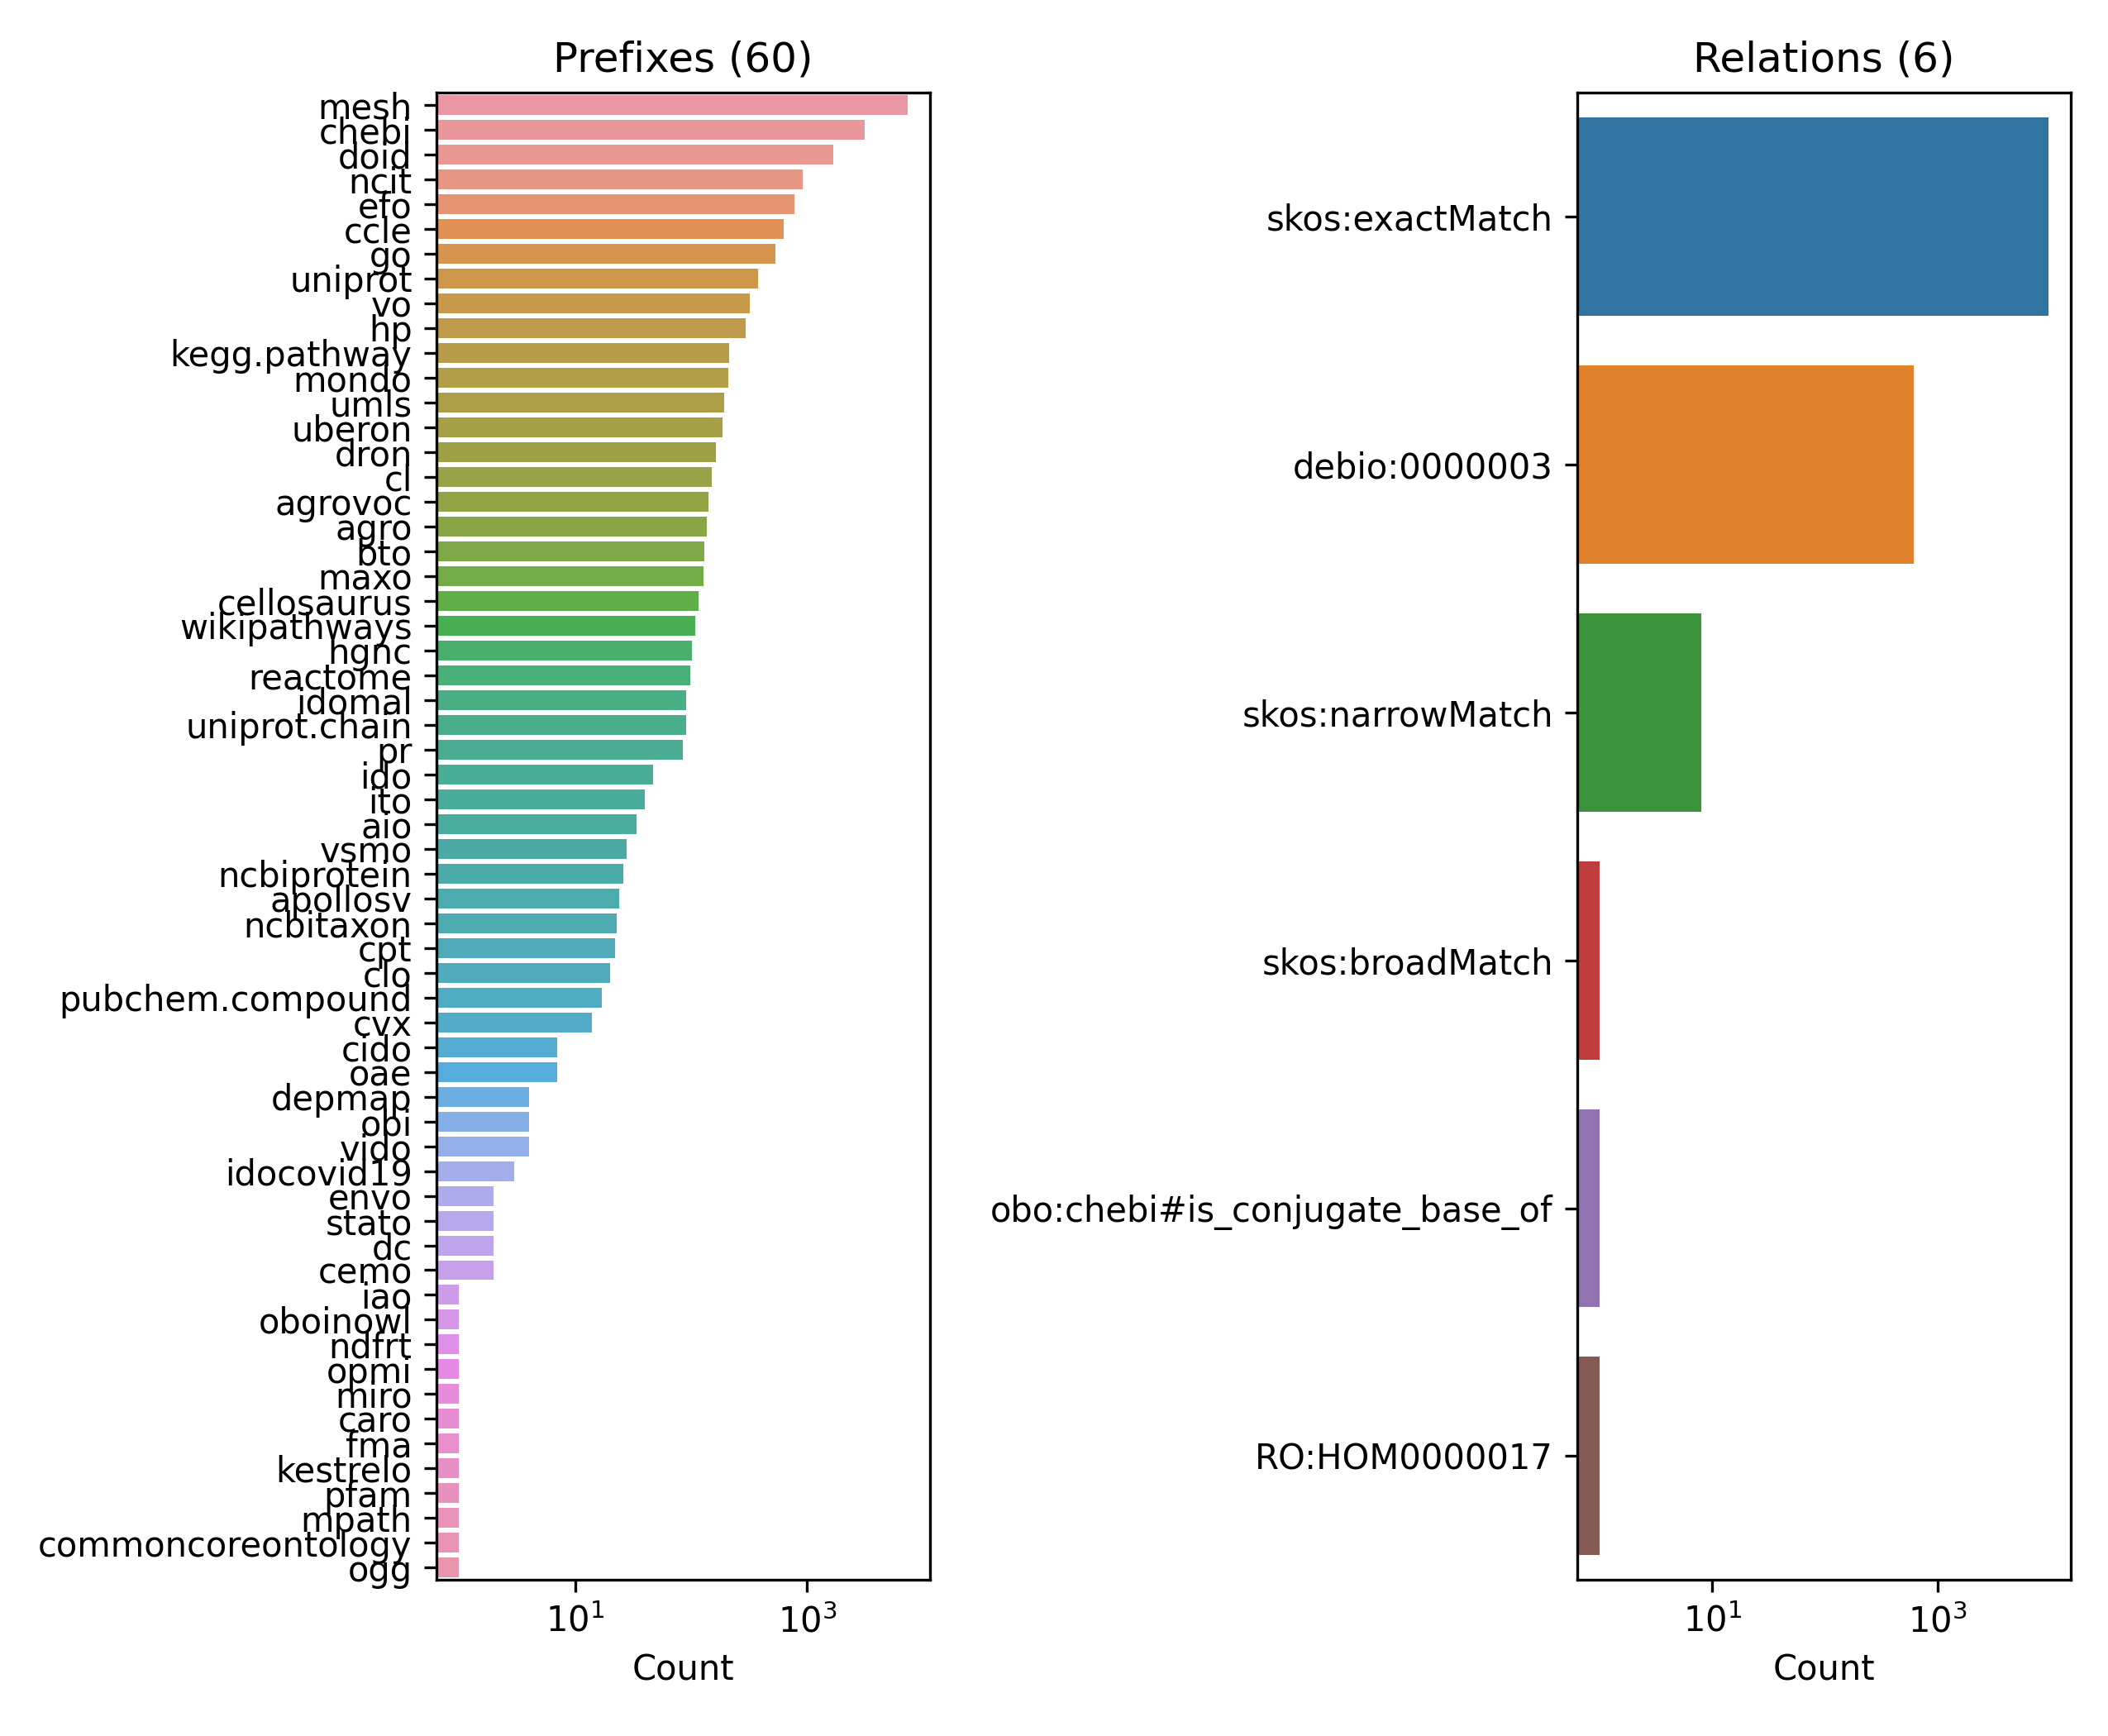 Prefixes (60)
mesh
chebi
doid
ncit
efo
ccle
go
uniprot
vo
hp
kegg.pathway
mondo
umls
uberon
dron
cl
agrovoc
agro
bto
maxo
cellosaurus
wikipathways
hgnc
reactome
idomal
uniprot.chain
pr
ido
ito
aio
vsmo
ncbiprotein
apollosv
ncbitaxon
cpt
clo
pubchem.compound
cvx
cido
oae
depmap
obi
vido
idocovid19
envo
stato
dc
cemo
iao
oboinowl
ndfrt
opmi
miro
caro
fma
kestrelo
pfam
mpath
commoncoreontology
ogg
10¹ 10³
Count
Relations (6)
skos:exactMatch
debio:0000003
skos:narrowMatch
skos:broadMatch
obo:chebi#is_conjugate_base_of
RO:HOM0000017
10¹ 10³
Count